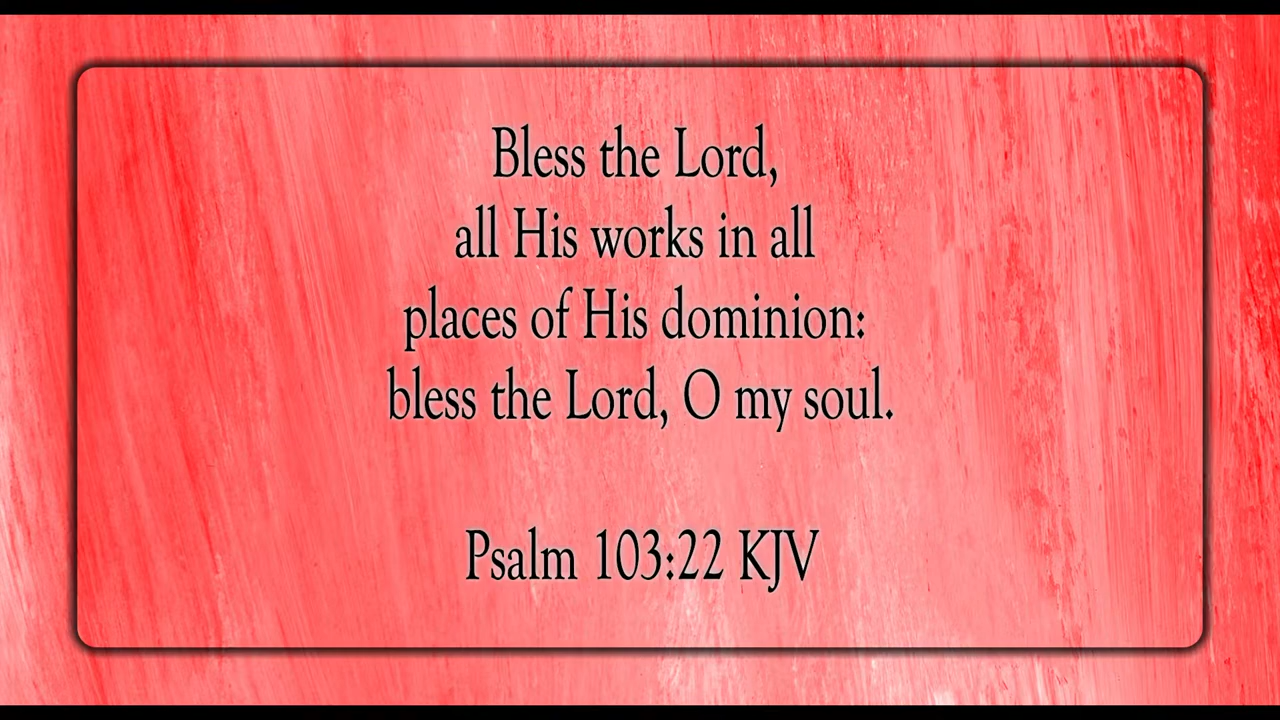 Bless the Lord,
all His works in all
places of His dominion:
bless the Lord, O my soul.
Psalm 103:22 KJV